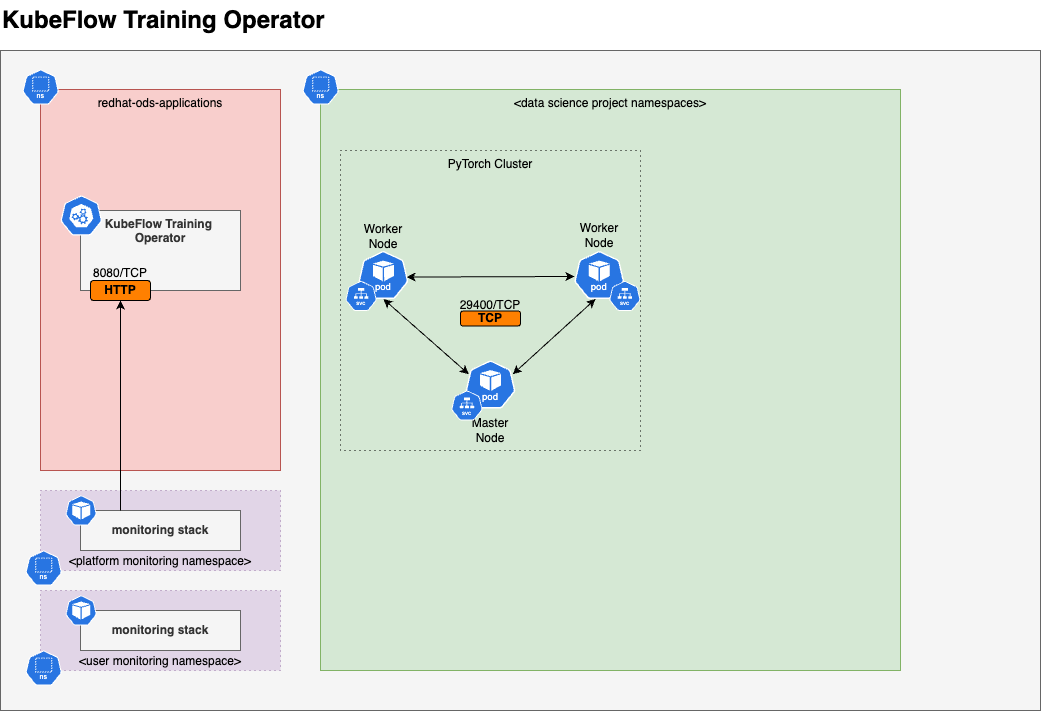 KubeFlow Training Operator
ns
redhat-ods-applications
KubeFlow Training
Operator
8080/TCP
HTTP
monitoring stack
<platform monitoring namespace>
ns
monitoring stack
<user monitoring namespace>
ns
ns
<data science project namespaces>
PyTorch Cluster
Worker
Node
pod
svc
Worker
Node
pod
svc
29400/TCP
TCP
pod
svc
Master
Node